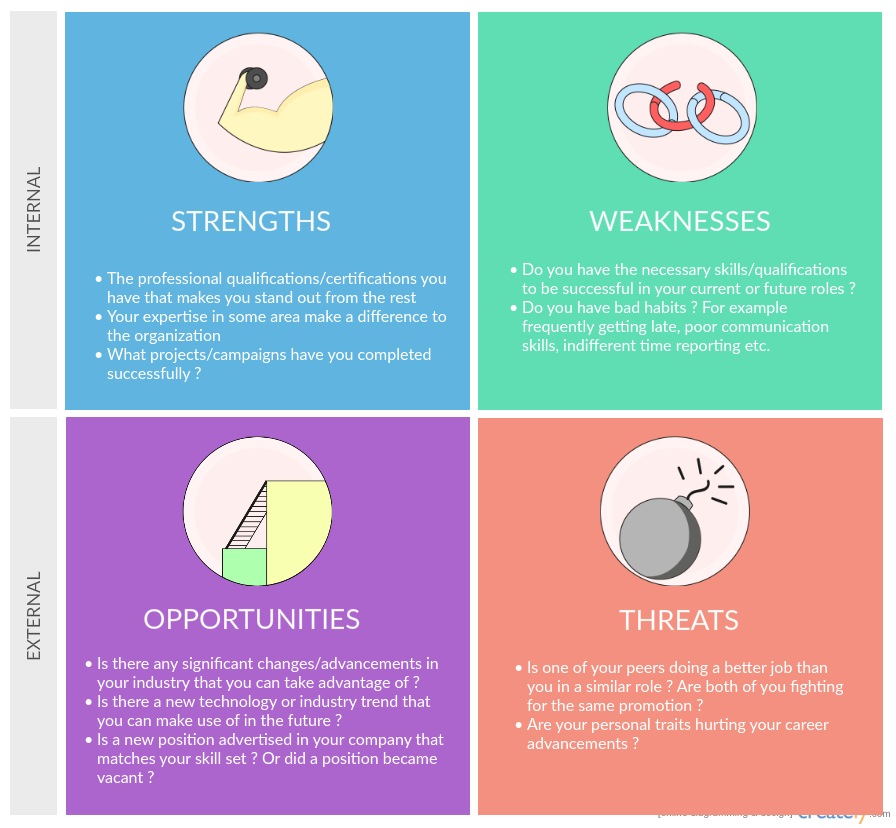 INTERNAL
STRENGTHS
• The professional qualifications/certifications you
have that makes you stand out from the rest
• Your expertise in some area make a difference to
the organization
• What projects/campaigns have you completed
successfully ?
WEAKNESSES
• Do you have the necessary skills/qualifications
to be successful in your current or future roles ?
• Do you have bad habits ? For example
frequently getting late, poor communication
skills, indifferent time reporting etc.
EXTERNAL
OPPORTUNITIES
• Is there any significant changes/advancements in
your industry that you can take advantage of ?
• Is there a new technology or industry trend that
you can make use of in the future ?
• Is a new position advertised in your company that
matches your skill set ? Or did a position became
vacant ?
THREATS
• Is one of your peers doing a better job than
you in a similar role ? Are both of you fighting
for the same promotion ?
• Are your personal traits hurting your career
advancements ?
creately.com